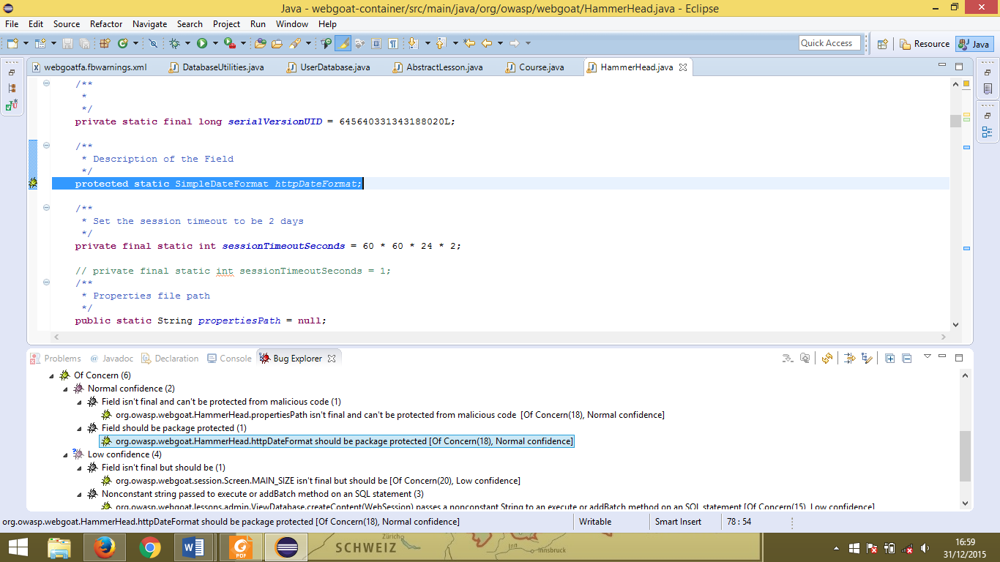 Java - webgoat-container/src/main/java/org/owasp/webgoat/HammerHead.java - Eclipse
File Edit Source Refactor Navigate Search Project Run Window Help
Quick Access Resource Java
webgoatfa.fbwarnings.xml DatabaseUtilities.java UserDatabase.java AbstractLesson.java Course.java HammerHead.java
/**
*
*/
private static final long serialVersionUID = 645640331343188020L;
/**
* Description of the Field
*/
protected static SimpleDateFormat httpDateFormat;
/**
* Set the session timeout to be 2 days
*/
private final static int sessionTimeoutSeconds = 60 * 60 * 24 * 2;
// private final static int sessionTimeoutSeconds = 1;
/**
* Properties file path
*/
public static String propertiesPath = null;
Problems @ Javadoc Declaration Console Bug Explorer
Of Concern (6)
Normal confidence (2)
Field isn't final and can't be protected from malicious code (1)
org.owasp.webgoat.HammerHead.propertiesPath isn't final and can't be protected from malicious code [Of Concern(18), Normal confidence]
Field should be package protected (1)
org.owasp.webgoat.HammerHead.httpDateFormat should be package protected [Of Concern(18), Normal confidence]
Low confidence (4)
Field isn't final but should be (1)
org.owasp.webgoat.session.Screen.MAIN_SIZE isn't final but should be [Of Concern(20), Low confidence]
Nonconstant string passed to execute or addBatch method on an SQL statement (3)
org.owasp.webgoat.lessons.admin.ViewDatabase.createContent(WebSession) passes a nonconstant String to an execute or addBatch method on an SQL statement [Of Concern(15), Low confidence]
org.owasp.webgoat.HammerHead.httpDateFormat should be package protected [Of Concern(18), Normal confidence] Writable Smart Insert 78 : 54
Zürich
SCHWEIZ
Inn
Innsbruck
PDF
16:59
31/12/2015